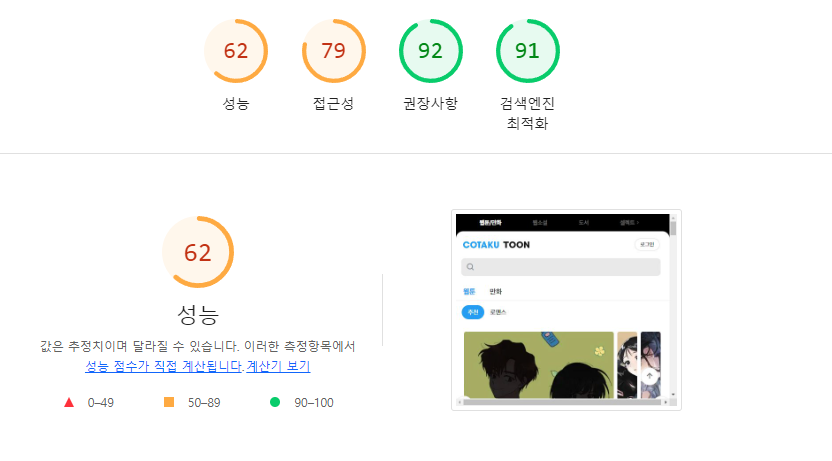 62
79
92
91
성능
접근성
권장사항
검색엔진
최적화
62
성능
값은 추정치이며 달라질 수 있습니다. 이러한 측정항목에서
성능 점수가 직접 계산됩니다.계산기 보기
0–49
50–89
90–100
웹툰/만화
웹소설
도서
셀렉트
COTAKU TOON
로그인
웹툰
만화
추천
로맨스